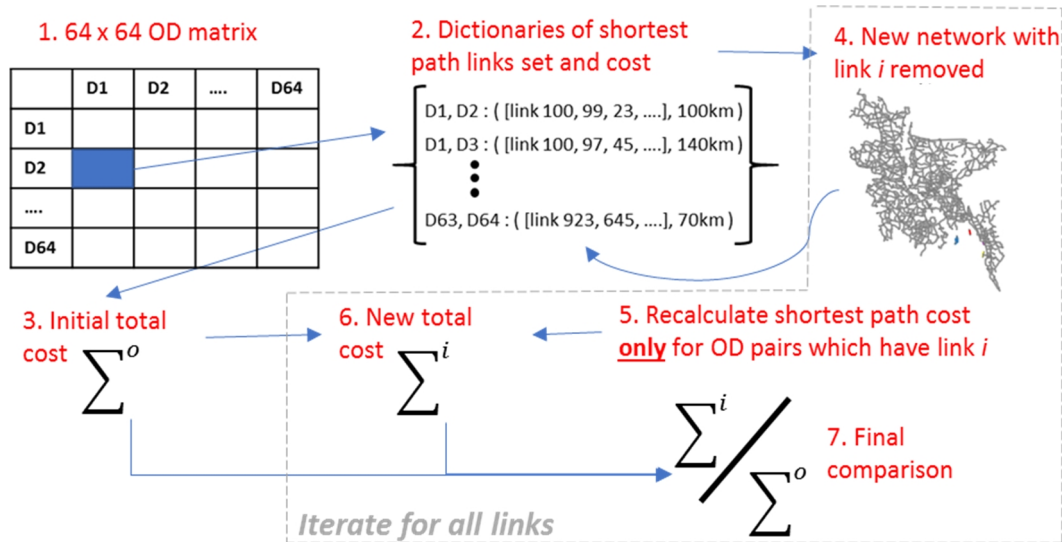 1. 64 x 64 OD matrix
D1 D2 .... D64
D1
D2
....
D64
2. Dictionaries of shortest
path links set and cost
D1, D2 : ( [link 100, 99, 23, ....], 100km )
D1, D3 : ( [link 100, 97, 45, ....], 140km )
D63, D64 : ( [link 923, 645, ....], 70km )
4. New network with
link i removed
3. Initial total
cost
∑o
6. New total
cost
∑i
5. Recalculate shortest path cost
only for OD pairs which have link i
∑i
/
∑o
7. Final
comparison
Iterate for all links